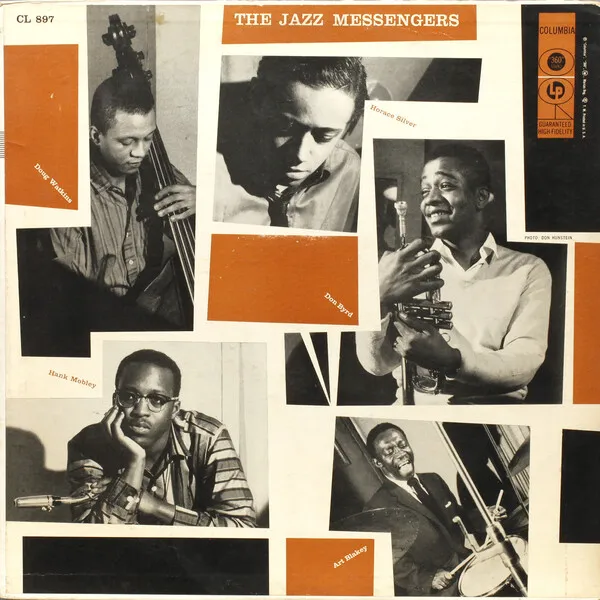 CL 897
THE JAZZ MESSENGERS
COLUMBIA
360
LP
GUARANTEED
HIGH-FIDELITY
Horace Silver
Doug Watkins
PHOTO: DON HUNSTEIN
Don Byrd
Hank Mobley
Art Blakey